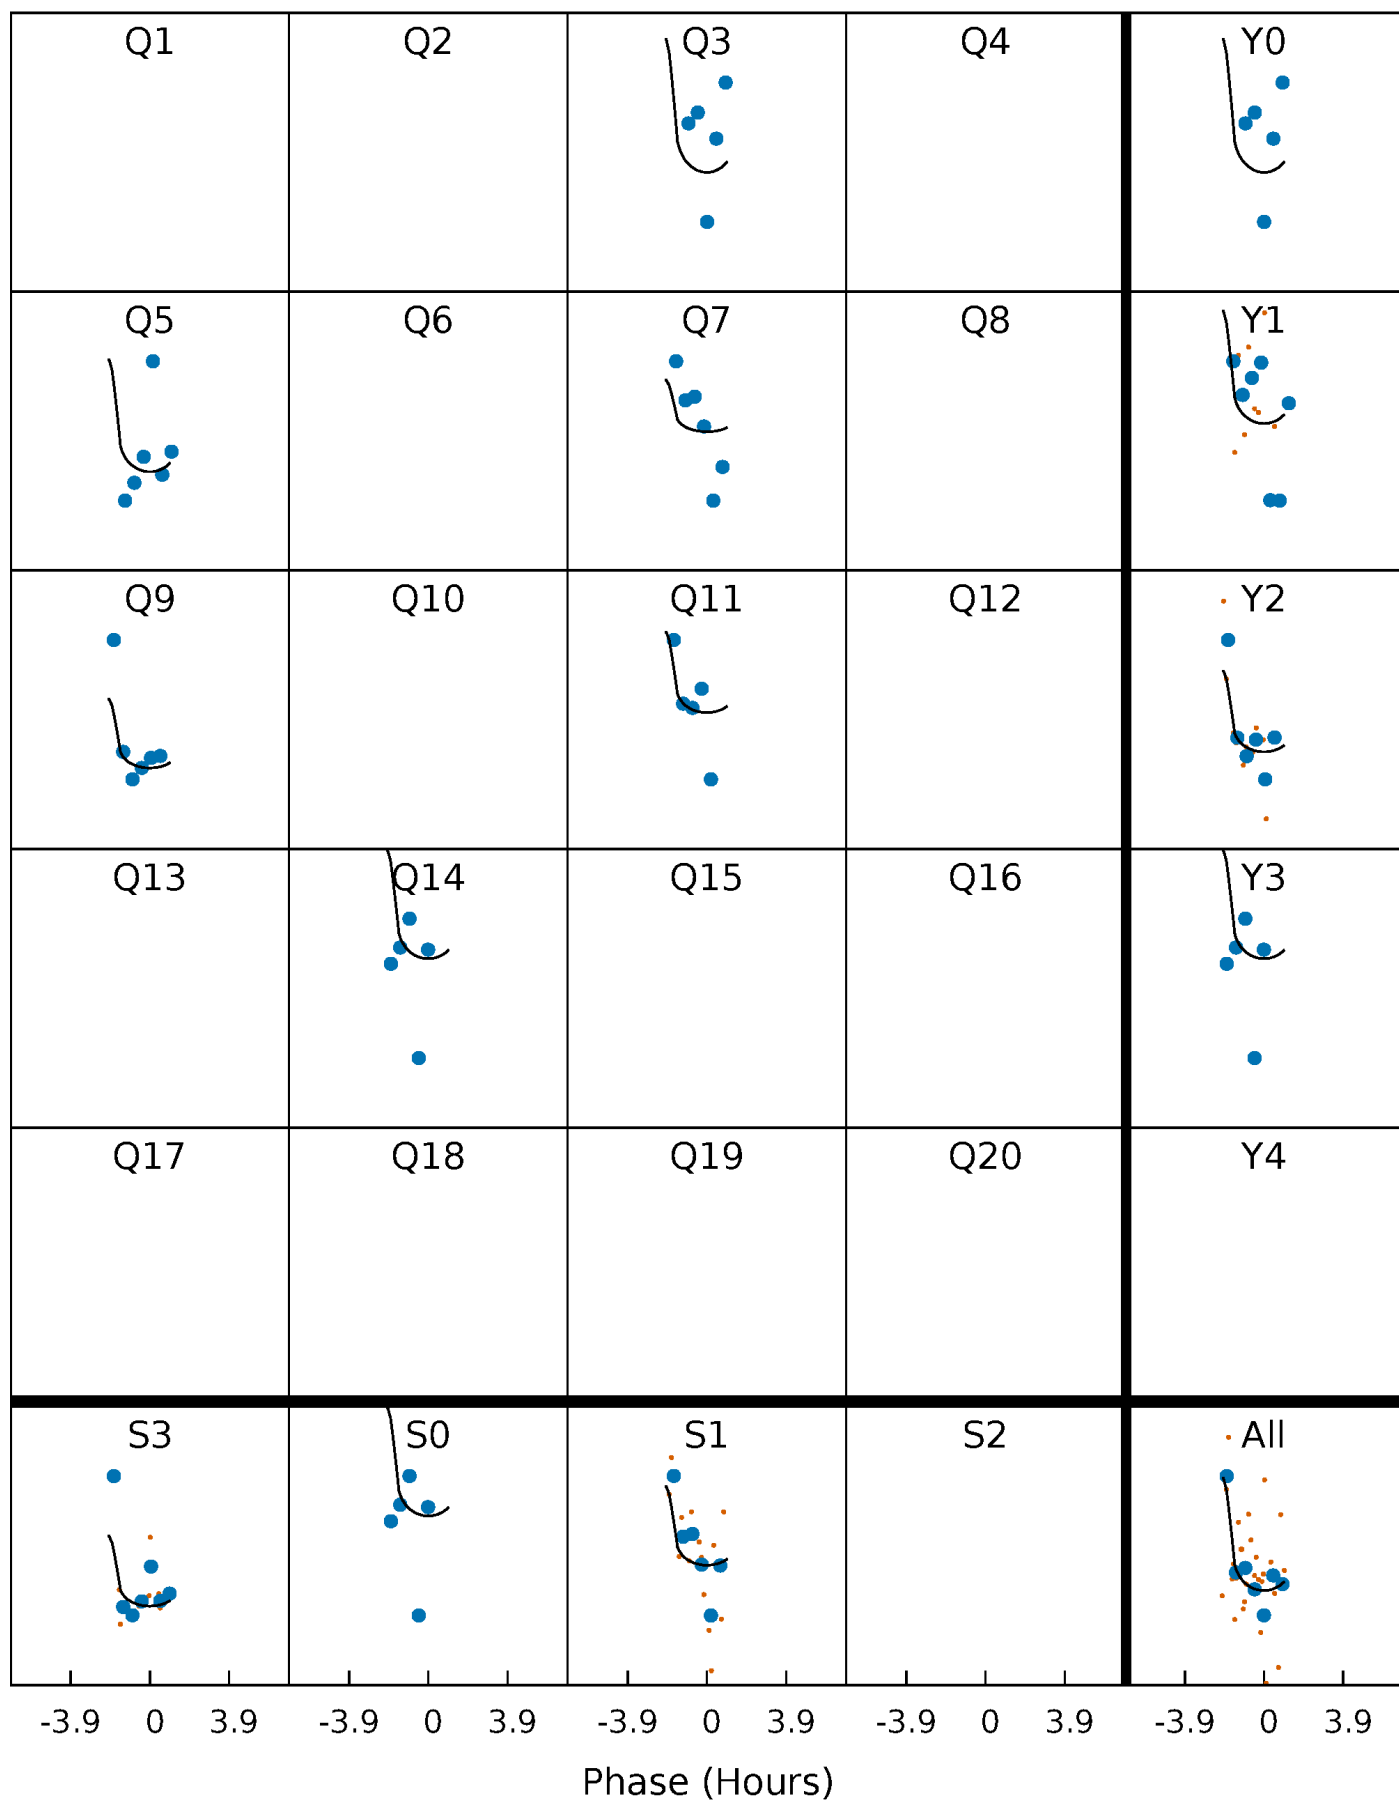 Q1 Q2 Q3 Q4 Y0
Q5 Q6 Q7 Q8 Y1
Q9 Q10 Q11 Q12 Y2
Q13 Q14 Q15 Q16 Y3
Q17 Q18 Q19 Q20 Y4
S3 S0 S1 S2 All
-3.9 0 3.9 -3.9 0 3.9 -3.9 0 3.9 -3.9 0 3.9 -3.9 0 3.9
Phase (Hours)